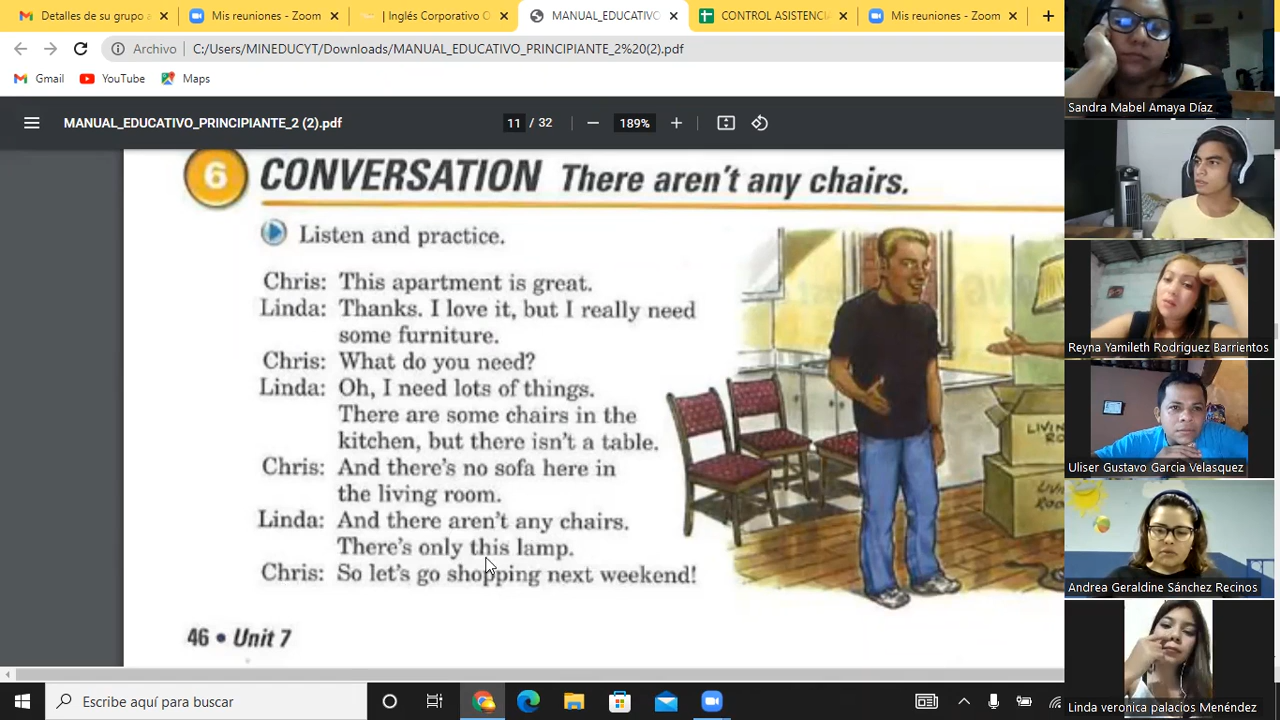 Detalles de su grupo a
Mis reuniones - Zoom
| Inglés Corporativo C
MANUAL_EDUCATIVO
CONTROL ASISTENCIA
Mis reuniones - Zoom
Archivo | C:/Users/MINEDUCYT/Downloads/MANUAL_EDUCATIVO_PRINCIPIANTE_2%20(2).pdf
Gmail
YouTube
Maps
MANUAL_EDUCATIVO_PRINCIPIANTE_2 (2).pdf
11 / 32
189%
6 CONVERSATION There aren't any chairs.
Listen and practice.
Chris: This apartment is great.
Linda: Thanks. I love it, but I really need
some furniture.
Chris: What do you need?
Linda: Oh, I need lots of things.
There are some chairs in the
kitchen, but there isn't a table.
Chris: And there's no sofa here in
the living room.
Linda: And there aren't any chairs.
There's only this lamp.
Chris: So let's go shopping next weekend!
46 • Unit 7
Sandra Mabel Amaya Díaz
Reyna Yamileth Rodriguez Barrientos
Uliser Gustavo Garcia Velasquez
Andrea Geraldine Sánchez Recinos
Linda veronica palacios Menéndez
Escribe aquí para buscar